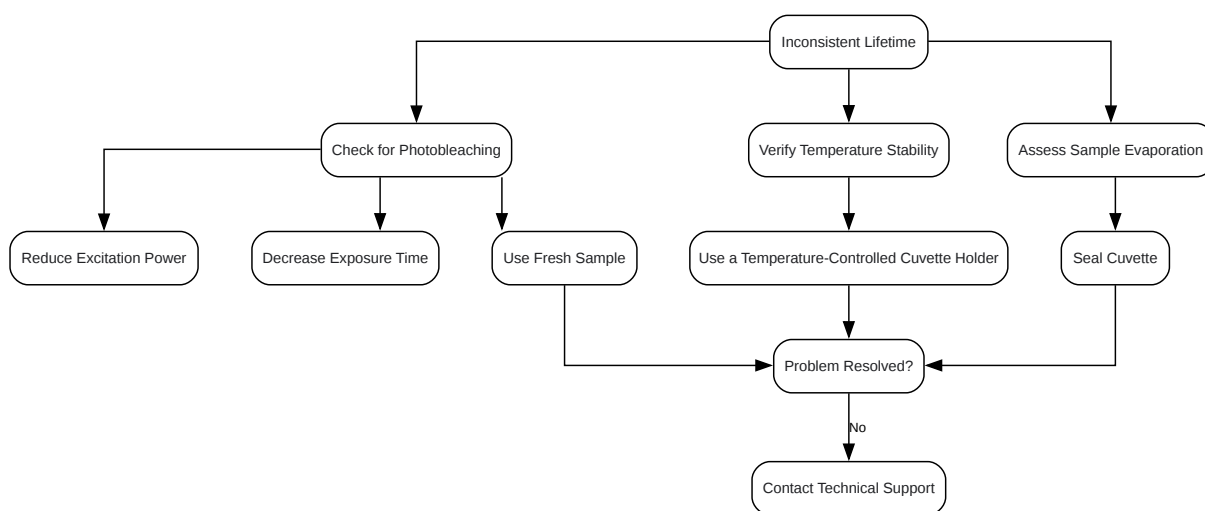 Inconsistent Lifetime
Check for Photobleaching
Verify Temperature Stability
Assess Sample Evaporation
Reduce Excitation Power
Decrease Exposure Time
Use Fresh Sample
Use a Temperature-Controlled Cuvette Holder
Seal Cuvette
Problem Resolved?
No
Contact Technical Support